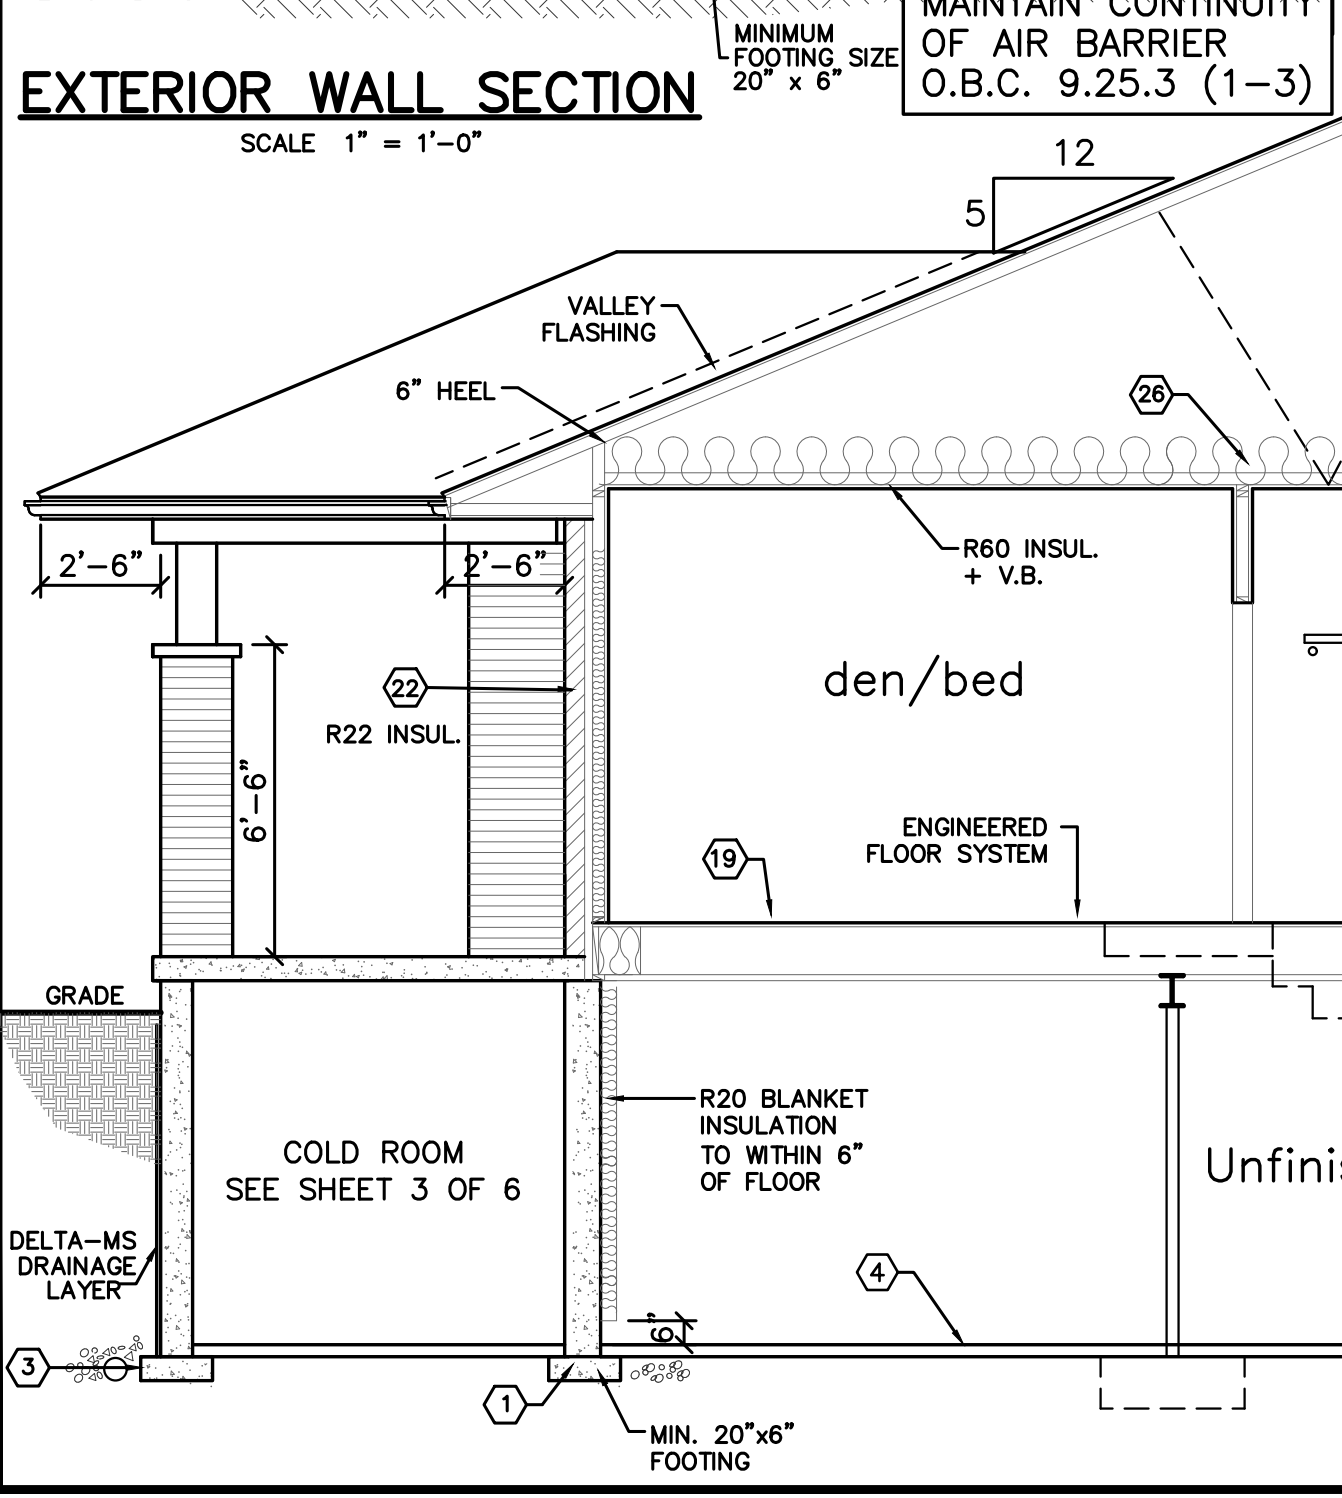 MINIMUM
FOOTING SIZE
20" x 6"
MAINTAIN CONTINUITY
OF AIR BARRIER
O.B.C. 9.25.3 (1-3)
EXTERIOR WALL SECTION
SCALE 1" = 1'-0"
12
5
VALLEY
FLASHING
6" HEEL
26
2'-6"
2'-6"
R60 INSUL.
+ V.B.
den/bed
22
R22 INSUL.
6'-6"
19
ENGINEERED
FLOOR SYSTEM
GRADE
R20 BLANKET
INSULATION
TO WITHIN 6"
OF FLOOR
COLD ROOM
SEE SHEET 3 OF 6
DELTA-MS
DRAINAGE
LAYER
4
6"
3
1
MIN. 20"x6"
FOOTING